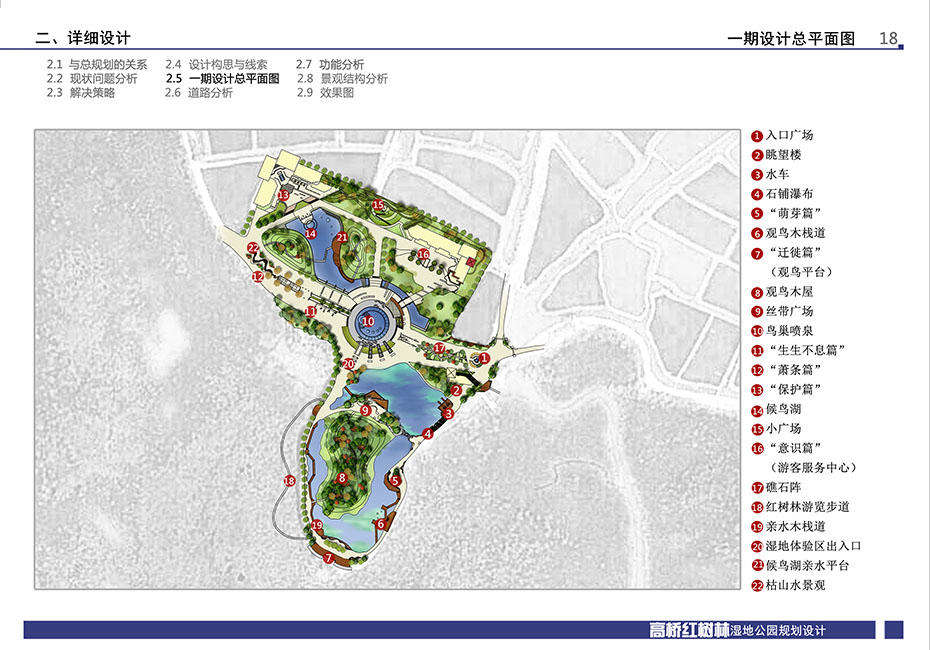 二、详细设计
一期设计总平面图 18
2.1 与总规划的关系 2.4 设计构思与线索 2.7 功能分析
2.2 现状问题分析 2.5 一期设计总平面图 2.8 景观结构分析
2.3 解决策略 2.6 道路分析 2.9 效果图
13
15
14
21
22
16
12
11
10
17
1
20
2
9
3
4
8
5
18
19
6
7
1 入口广场
2 眺望楼
3 水车
4 石铺瀑布
5 “萌芽篇”
6 观鸟木栈道
7 “迁徙篇”
（观鸟平台）
8 观鸟木屋
9 丝带广场
10 鸟巢喷泉
11 “生生不息篇”
12 “萧条篇”
13 “保护篇”
14 候鸟湖
15 小广场
16 “意识篇”
（游客服务中心）
17 礁石阵
18 红树林游览步道
19 亲水木栈道
20 湿地体验区出入口
21 候鸟湖亲水平台
22 枯山水景观
高桥红树林湿地公园规划设计